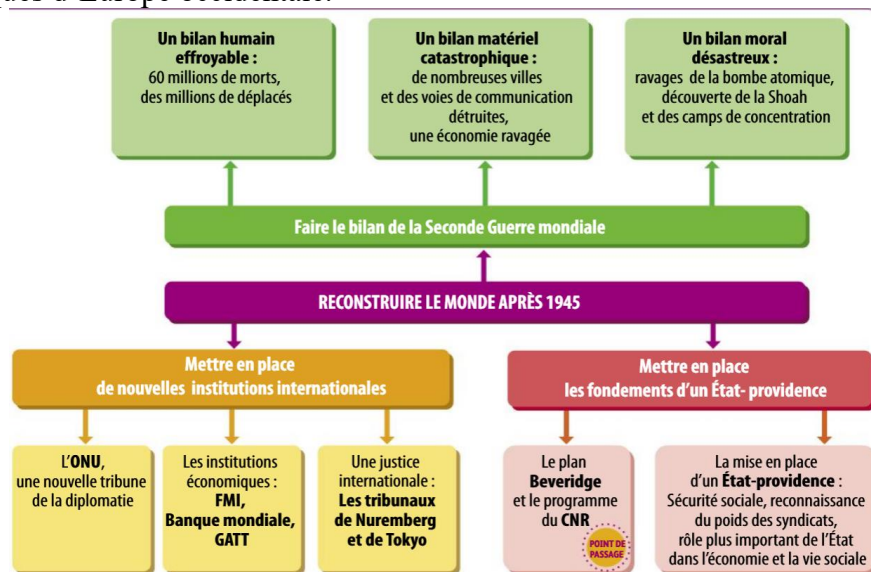 ques d'Europe occidentale.
Un bilan humain
effroyable :
60 millions de morts,
des millions de déplacés
Un bilan matériel
catastrophique :
de nombreuses villes
et des voies de communication
détruites,
une économie ravagée
Un bilan moral
désastreux :
ravages de la bombe atomique,
découverte de la Shoah
et des camps de concentration
Faire le bilan de la Seconde Guerre mondiale
RECONSTRUIRE LE MONDE APRÈS 1945
Mettre en place
de nouvelles institutions internationales
Mettre en place
les fondements d'un État- providence
L'ONU,
une nouvelle tribune
de la diplomatie
Les institutions
économiques :
FMI,
Banque mondiale,
GATT
Une justice
internationale :
Les tribunaux
de Nuremberg
et de Tokyo
Le plan
Beveridge
et le programme
du CNR
POINT DE
PASSAGE
La mise en place
d'un État-providence :
Sécurité sociale, reconnaissance
du poids des syndicats,
rôle plus important de l'État
dans l'économie et la vie sociale